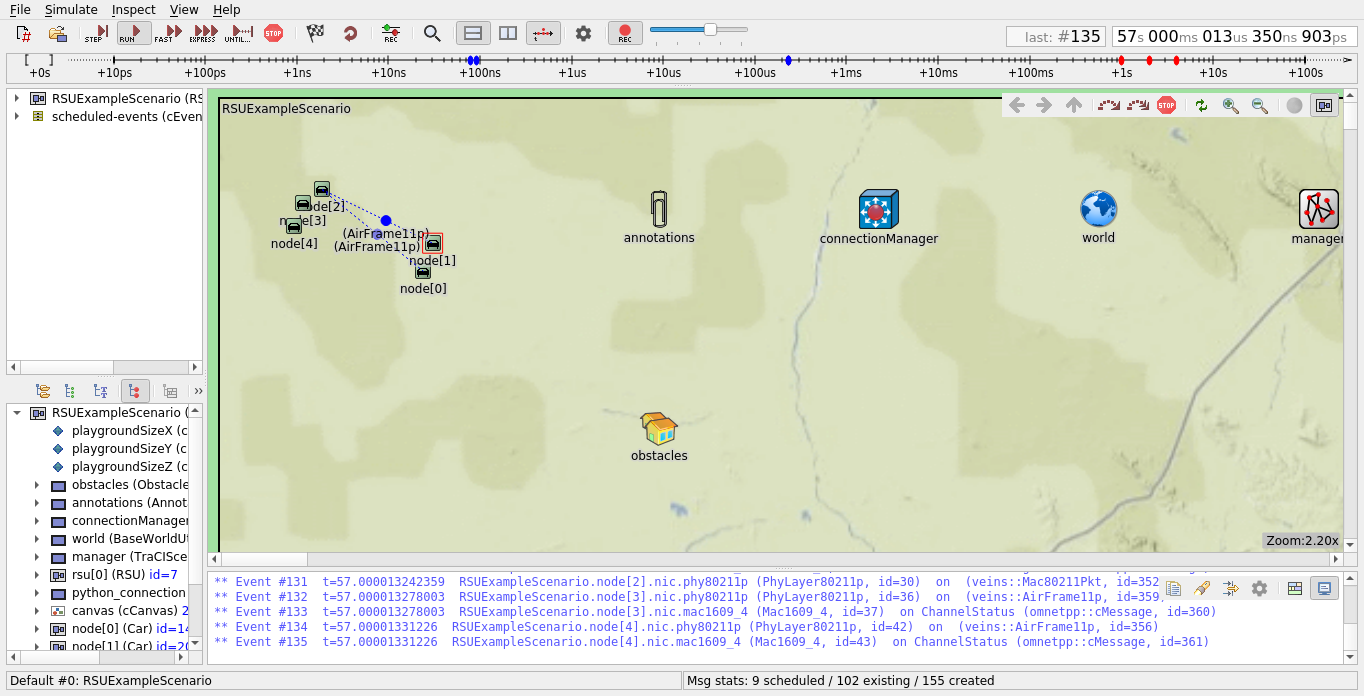 File Simulate Inspect View Help
STEP RUN FAST EXPRESS UNTIL... STOP REC REC
last: #135 57s 000ms 013us 350ns 903ps
+0s +10ps +100ps +1ns +10ns +100ns +1us +10us +100us +1ms +10ms +100ms +1s +10s +100s
RSUExampleScenario (RS
scheduled-events (cEven
RSUExampleScenario (
playgroundSizeX (c
playgroundSizeY (c
playgroundSizeZ (c
obstacles (Obstacle
annotations (Annot
connectionManager
world (BaseWorldUt
manager (TraCISce
rsu[0] (RSU) id=7
python_connection
canvas (cCanvas) 2
node[0] (Car) id=14
node[1] (Car) id=20
RSUExampleScenario
STOP
node[2]
node[3]
node[4]
(AirFrame11p)
(AirFrame11p)
node[1]
node[0]
annotations
connectionManager
world
manager
obstacles
Zoom:2.20x
** Event #131 t=57.000013242359 RSUExampleScenario.node[2].nic.phy80211p (PhyLayer80211p, id=30) on (veins::Mac80211Pkt, id=352
** Event #132 t=57.000013278003 RSUExampleScenario.node[3].nic.phy80211p (PhyLayer80211p, id=36) on (veins::AirFrame11p, id=359
** Event #133 t=57.000013278003 RSUExampleScenario.node[3].nic.mac1609_4 (Mac1609_4, id=37) on ChannelStatus (omnetpp::cMessage, id=360)
** Event #134 t=57.00001331226 RSUExampleScenario.node[4].nic.phy80211p (PhyLayer80211p, id=42) on (veins::AirFrame11p, id=356)
** Event #135 t=57.00001331226 RSUExampleScenario.node[4].nic.mac1609_4 (Mac1609_4, id=43) on ChannelStatus (omnetpp::cMessage, id=361)
Default #0: RSUExampleScenario
Msg stats: 9 scheduled / 102 existing / 155 created